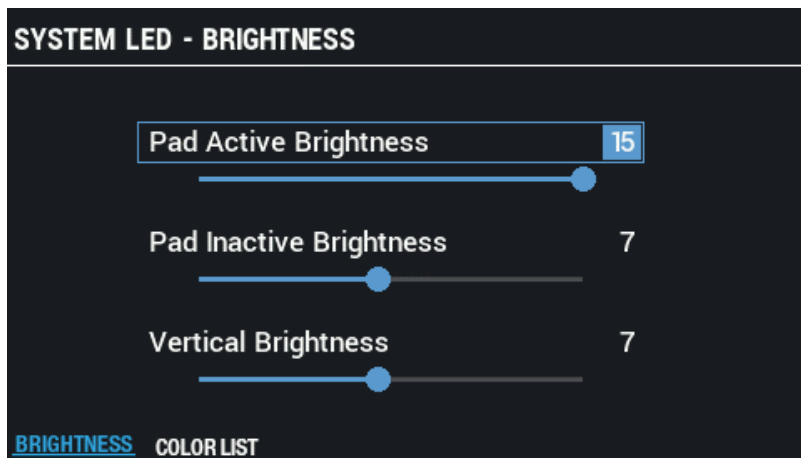 SYSTEM LED - BRIGHTNESS
Pad Active Brightness 15
Pad Inactive Brightness 7
Vertical Brightness 7
BRIGHTNESS COLOR LIST